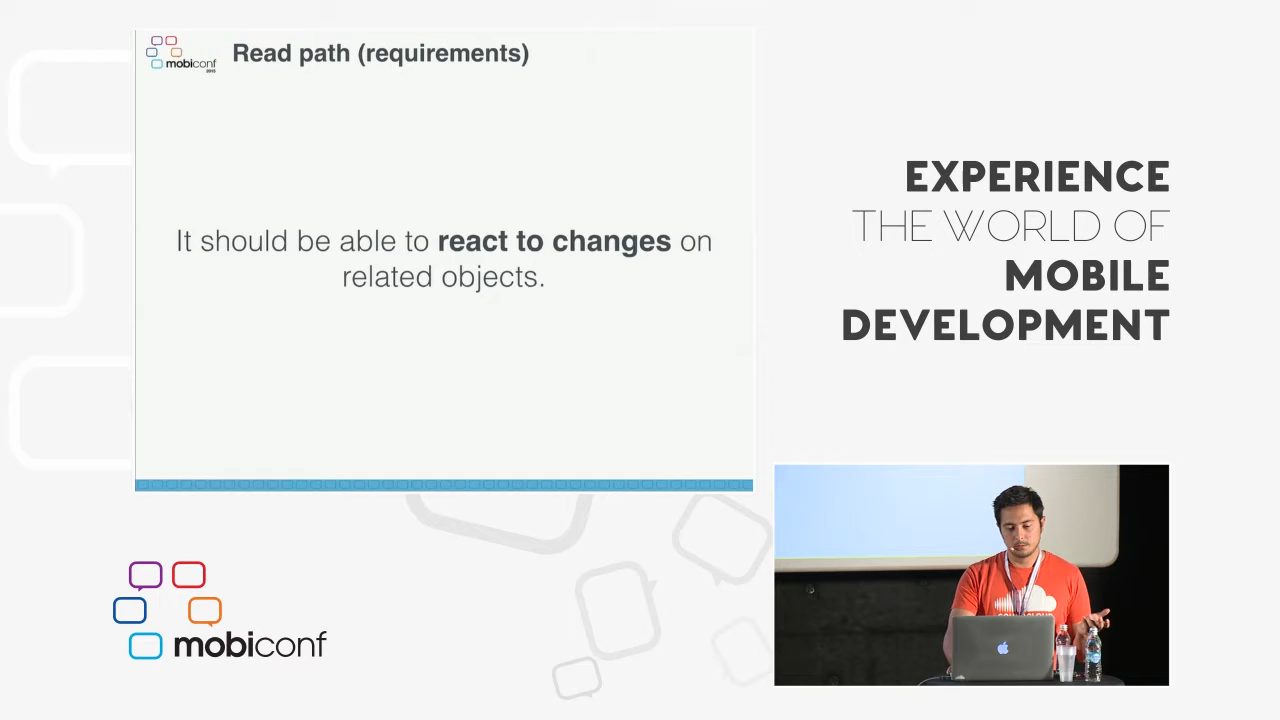 mobiconf
2015
Read path (requirements)
It should be able to react to changes on
related objects.
EXPERIENCE
THE WORLD OF
MOBILE
DEVELOPMENT
mobiconf